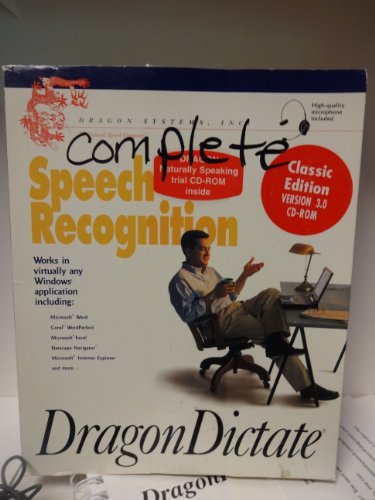 DRAGON SYSTEMS, INC.
High-quality
microphone
included
complete
Naturally Speaking
trial CD-ROM
inside
Classic
Edition
VERSION 3.0
CD-ROM
Speech
Recognition
Works in
virtually any
Windows®
application
including:
Microsoft® Word
Corel® WordPerfect
Microsoft® Excel
Netscape Navigator™
Microsoft® Internet Explorer
and more...
DragonDictate®